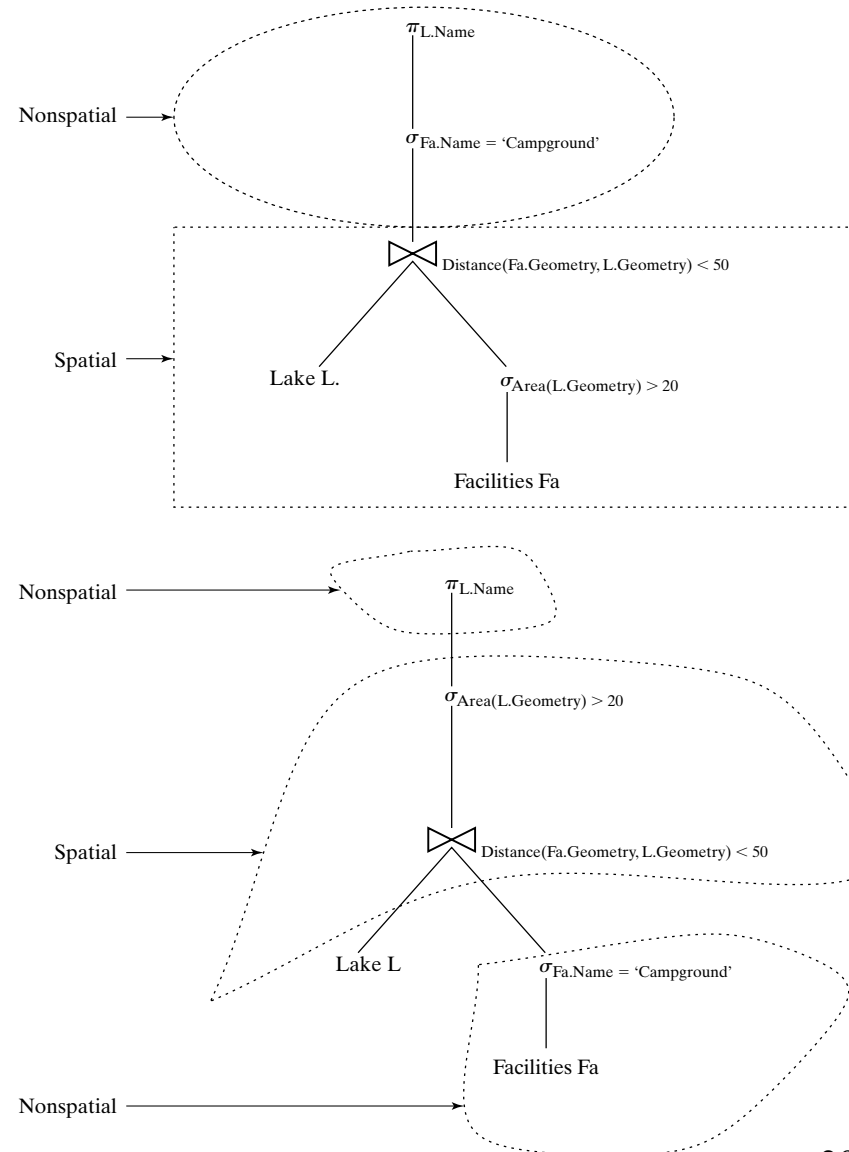 πL.Name
Nonspatial
σFa.Name = ‘Campground’
Distance(Fa.Geometry, L.Geometry) < 50
Spatial
Lake L.
σArea(L.Geometry) > 20
Facilities Fa
Nonspatial
πL.Name
σArea(L.Geometry) > 20
Spatial
Distance(Fa.Geometry, L.Geometry) < 50
Lake L
σFa.Name = ‘Campground’
Facilities Fa
Nonspatial